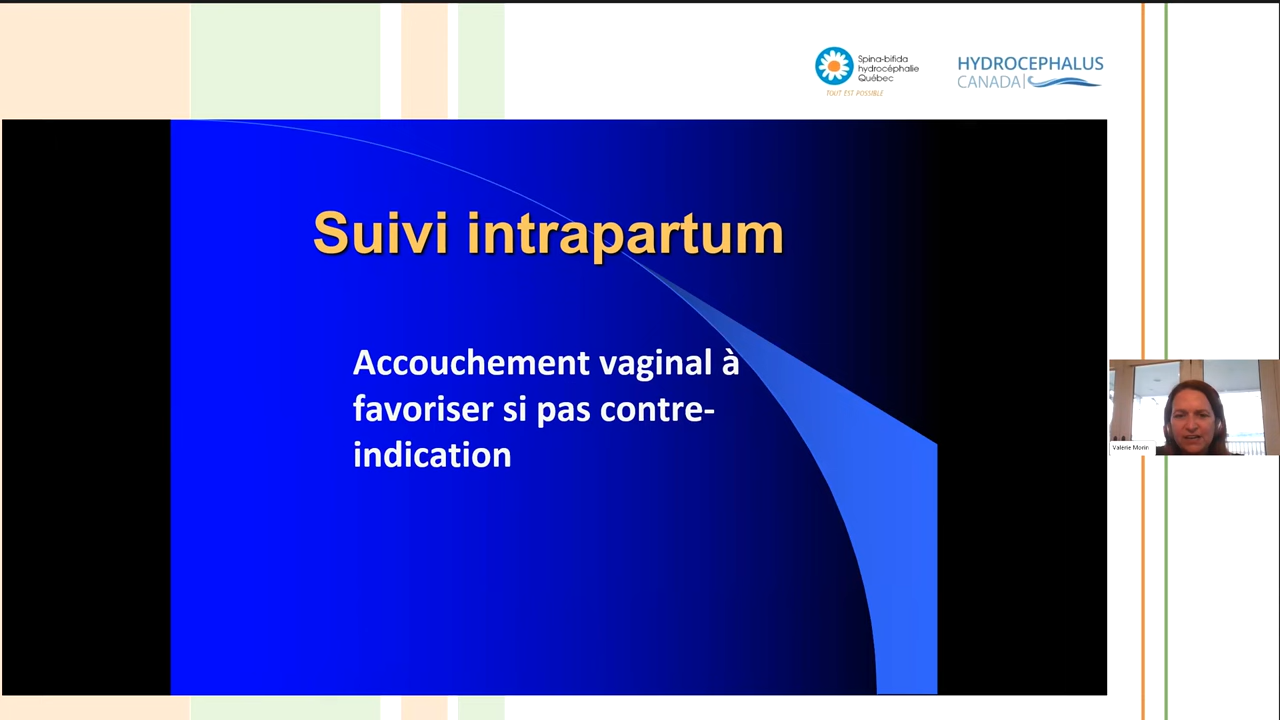 Spina-bifida
hydrocéphalie
Québec
TOUT EST POSSIBLE
HYDROCEPHALUS
CANADA
Suivi intrapartum
Accouchement vaginal à
favoriser si pas contre-
indication
Valérie Morin